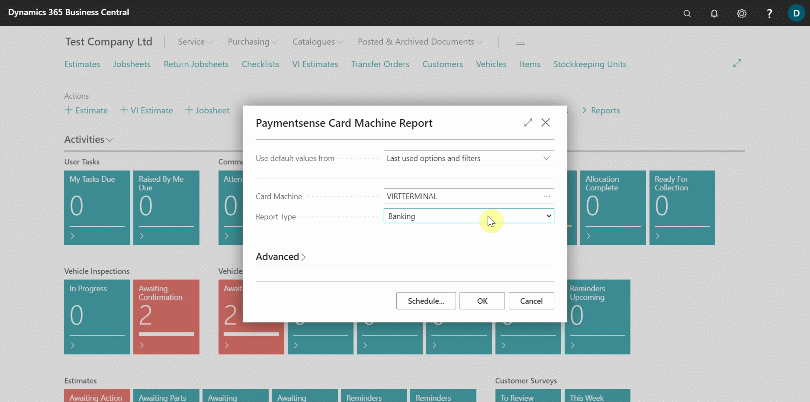 Dynamics 365 Business Central
?
D
Test Company Ltd
Service
Purchasing
Catalogues
Posted & Archived Documents
Estimates
Jobsheets
Return Jobsheets
Checklists
VI Estimates
Transfer Orders
Customers
Vehicles
Items
Stockkeeping Units
Actions
+ Estimate
+ VI Estimate
+ Jobsheet
> Reports
Paymentsense Card Machine Report
Use default values from
Last used options and filters
Card Machine
VIRTTERMINAL
...
Report Type
Banking
Advanced >
Schedule...
OK
Cancel
Activities
User Tasks
My Tasks Due
0
Raised By Me Due
0
0
Allocation Complete
0
Ready For Collection
0
Vehicle Inspections
Vehicle
In Progress
0
Awaiting Confirmation
2
2
0
0
0
0
Reminders Upcoming
0
Estimates
Customer Surveys
Awaiting Action
Awaiting Parts
Awaiting
Awaiting
Reminders
Reminders
To Review
This Week